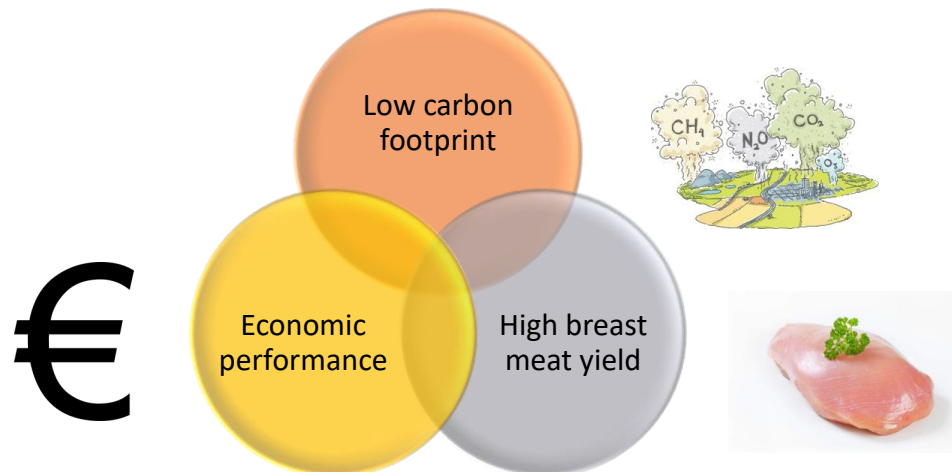 Low carbon
footprint
CH₄
N₂O
CO₂
O₃
€
Economic
performance
High breast
meat yield